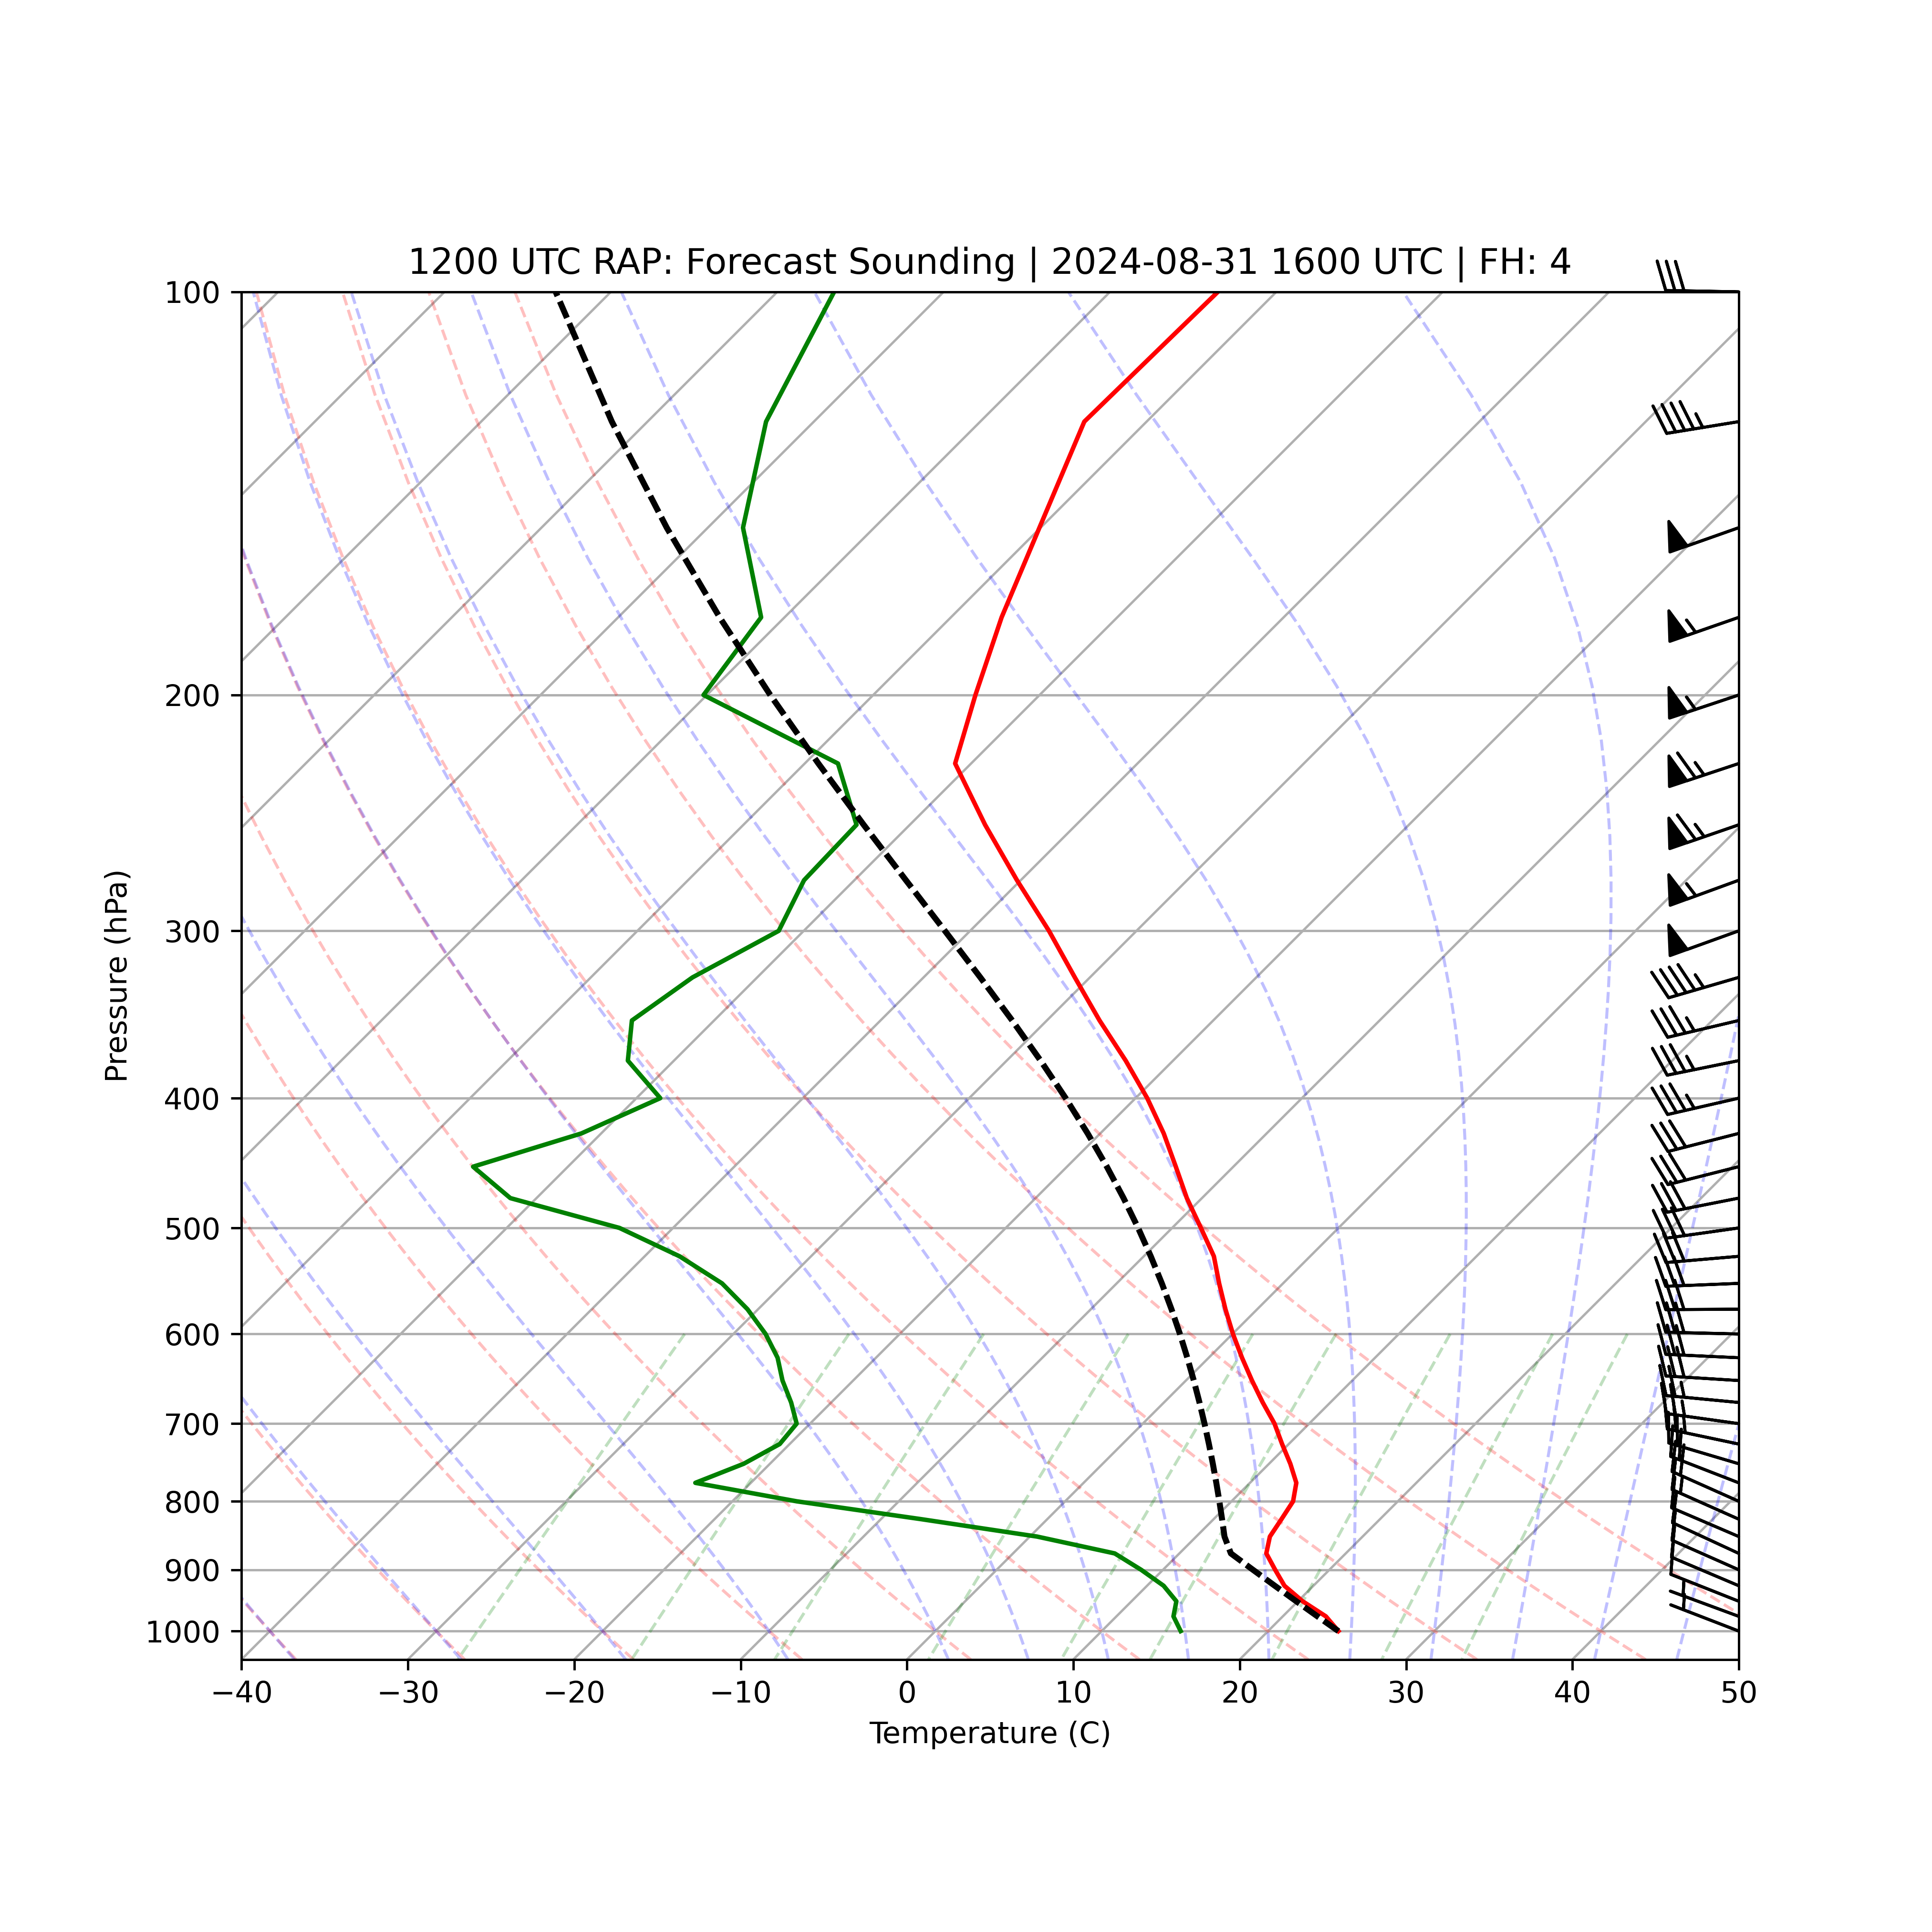 1200 UTC RAP: Forecast Sounding | 2024-08-31 1600 UTC | FH: 4
100
200
300
400
500
600
700
800
900
1000
Pressure (hPa)
−40 −30 −20 −10 0 10 20 30 40 50
Temperature (C)